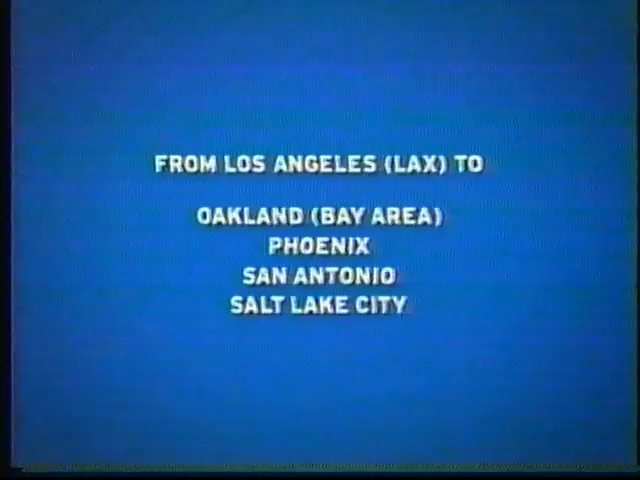 FROM LOS ANGELES (LAX) TO
OAKLAND (BAY AREA)
PHOENIX
SAN ANTONIO
SALT LAKE CITY